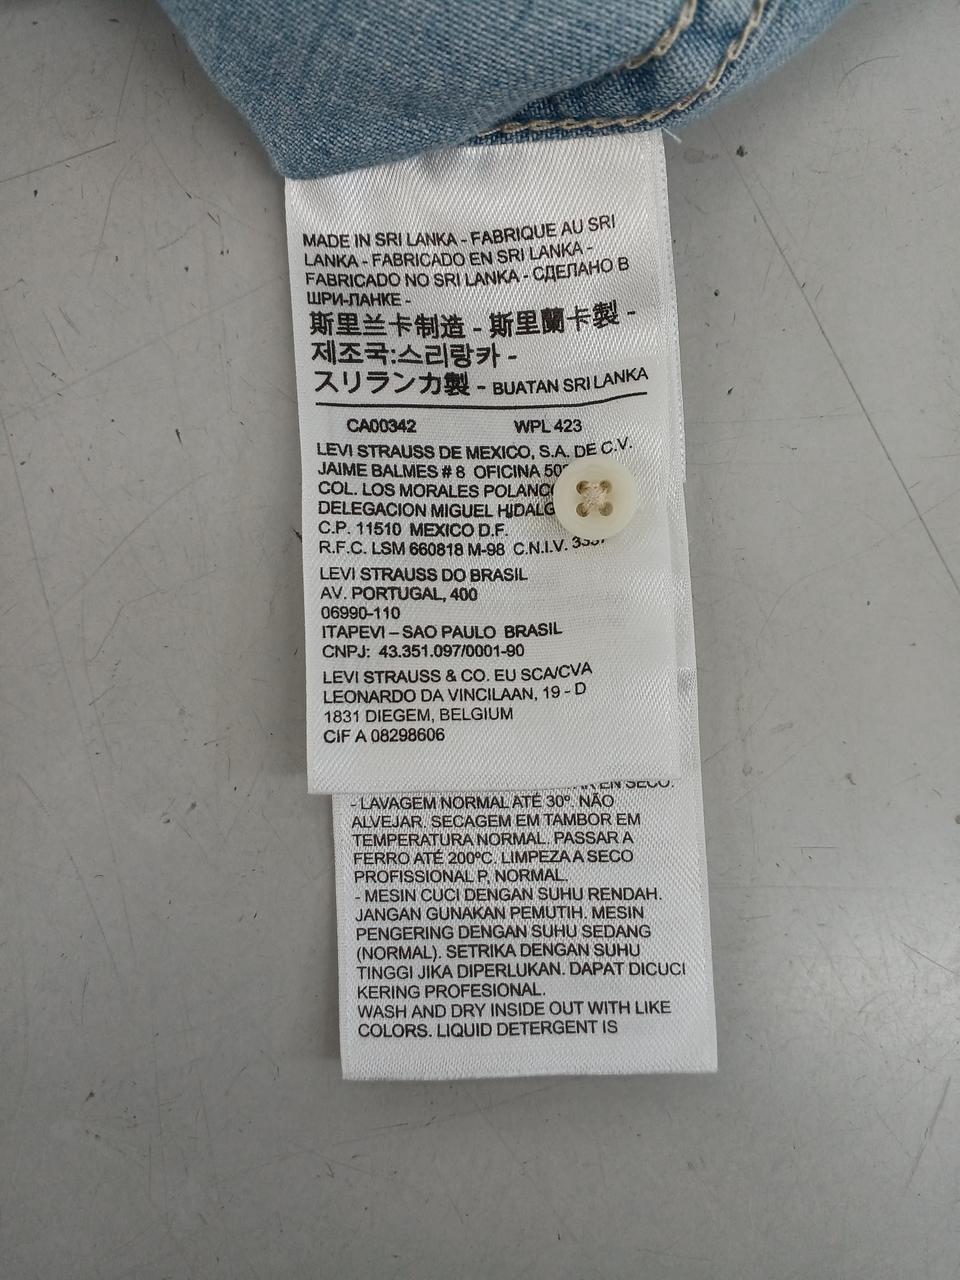 MADE IN SRI LANKA - FABRIQUE AU SRI
LANKA - FABRICADO EN SRI LANKA -
FABRICADO NO SRI LANKA - СДЕЛАНО В
ШРИ-ЛАНКЕ -
斯里兰卡制造 - 斯里蘭卡製 -
제조국:스리랑카 -
スリランカ製 - BUATAN SRI LANKA
CA00342 WPL 423
LEVI STRAUSS DE MEXICO, S.A. DE C.V.
JAIME BALMES # 8 OFICINA
COL. LOS MORALES
DELEGACION MIGUEL
C.P. 11510 MEXICO D.F.
R.F.C. LSM 660818 M-98 C.N.I.V.
LEVI STRAUSS DO BRASIL
AV. PORTUGAL, 400
06990-110
ITAPEVI – SAO PAULO BRASIL
CNPJ: 43.351.097/0001-90
LEVI STRAUSS & CO. EU SCA/CVA
LEONARDO DA VINCILAAN, 19 - D
1831 DIEGEM, BELGIUM
CIF A 08298606
EN SECO.
- LAVAGEM NORMAL ATÉ 30º. NÃO
ALVEJAR. SECAGEM EM TAMBOR EM
TEMPERATURA NORMAL. PASSAR A
FERRO ATÉ 200ºC. LIMPEZA A SECO
PROFISSIONAL P, NORMAL.
- MESIN CUCI DENGAN SUHU RENDAH.
JANGAN GUNAKAN PEMUTIH. MESIN
PENGERING DENGAN SUHU SEDANG
(NORMAL). SETRIKA DENGAN SUHU
TINGGI JIKA DIPERLUKAN. DAPAT DICUCI
KERING PROFESIONAL.
WASH AND DRY INSIDE OUT WITH LIKE
COLORS. LIQUID DETERGENT IS